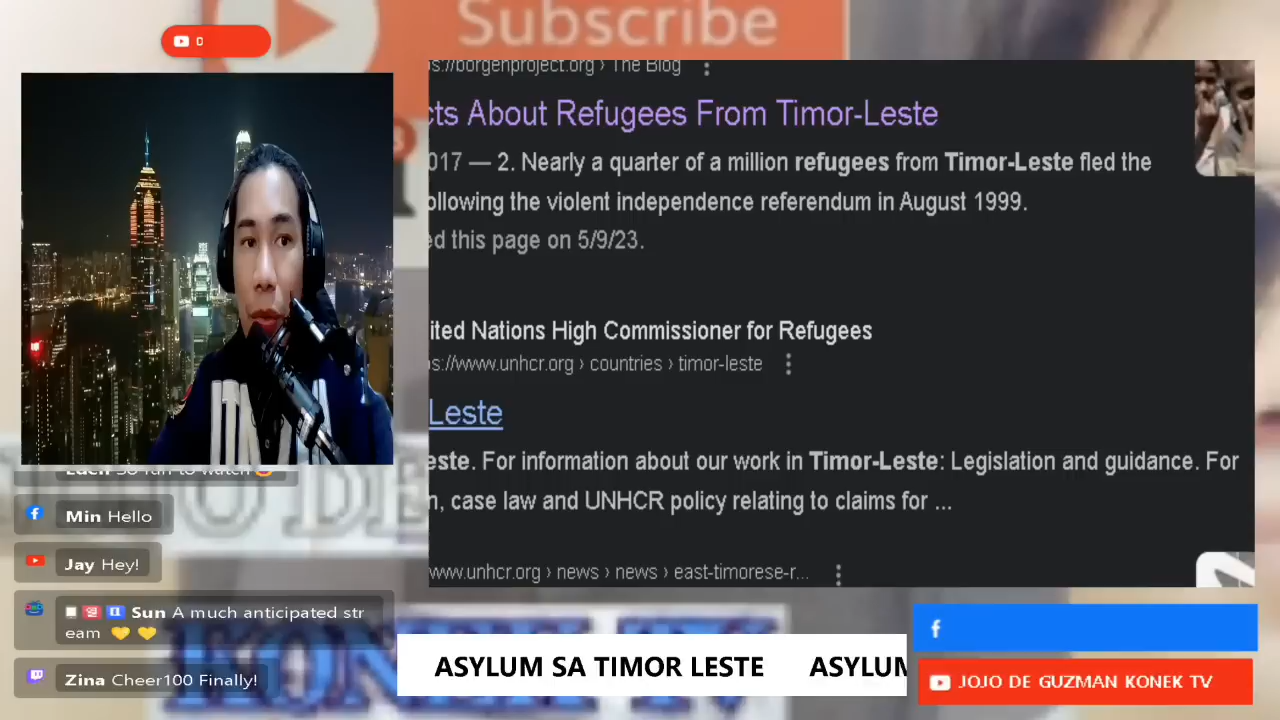 Subscribe
D
s://borgenproject.org › The Blog
cts About Refugees From Timor-Leste
017 — 2. Nearly a quarter of a million refugees from Timor-Leste fled the
ollowing the violent independence referendum in August 1999.
ed this page on 5/9/23.
ited Nations High Commissioner for Refugees
s://www.unhcr.org › countries › timor-leste
Leste
este. For information about our work in Timor-Leste: Legislation and guidance. For
n, case law and UNHCR policy relating to claims for ...
www.unhcr.org › news › news › east-timorese-r...
Min Hello
Jay Hey!
Sun A much anticipated str
eam 💛 💛
Zina Cheer100 Finally!
KONEK TV
ASYLUM SA TIMOR LESTE ASYLUM
JOJO DE GUZMAN KONEK TV